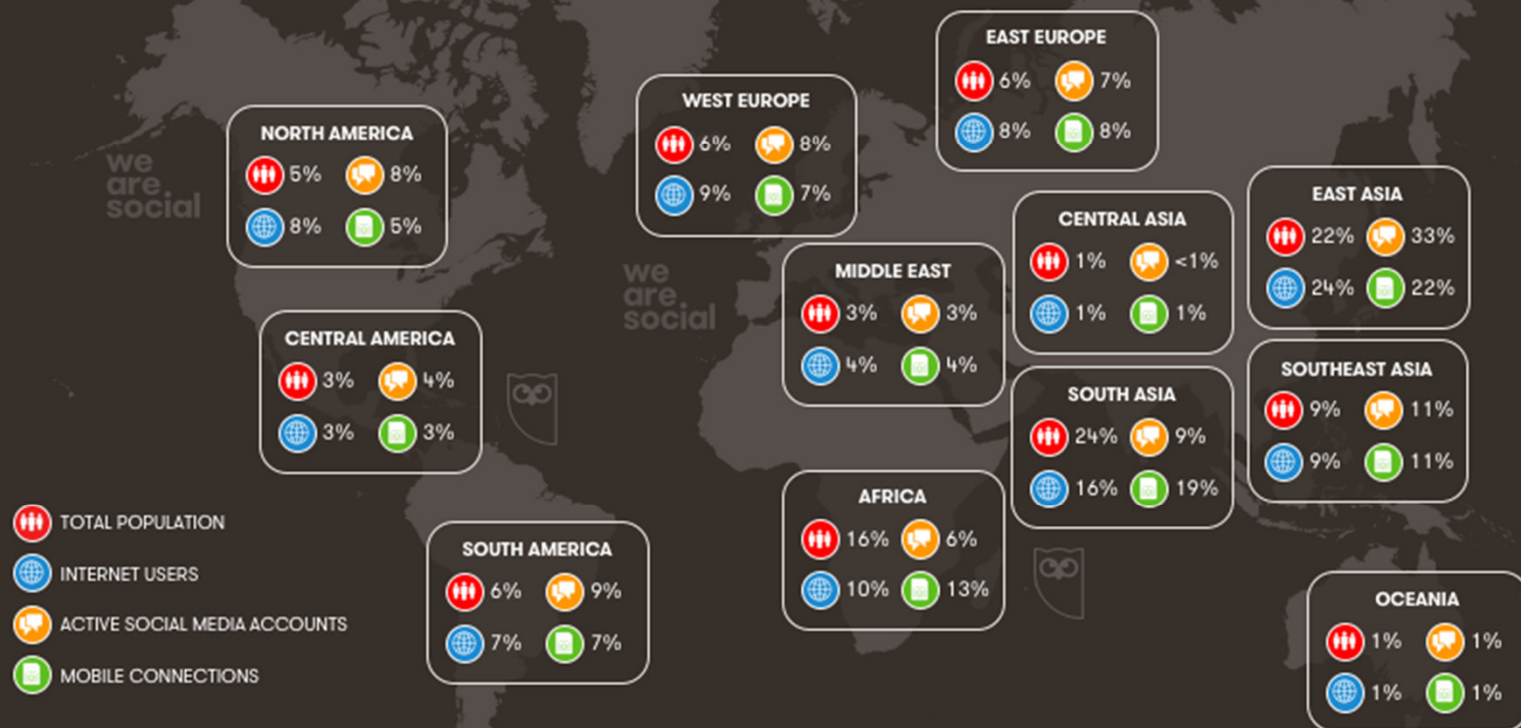 EAST EUROPE
6% 7%
8% 8%
WEST EUROPE
6% 8%
9% 7%
NORTH AMERICA
5% 8%
8% 5%
we
are
social
EAST ASIA
22% 33%
24% 22%
CENTRAL ASIA
1% <1%
1% 1%
MIDDLE EAST
3% 3%
4% 4%
we
are
social
CENTRAL AMERICA
3% 4%
3% 3%
SOUTHEAST ASIA
9% 11%
9% 11%
SOUTH ASIA
24% 9%
16% 19%
AFRICA
16% 6%
10% 13%
SOUTH AMERICA
6% 9%
7% 7%
OCEANIA
1% 1%
1% 1%
TOTAL POPULATION
INTERNET USERS
ACTIVE SOCIAL MEDIA ACCOUNTS
MOBILE CONNECTIONS